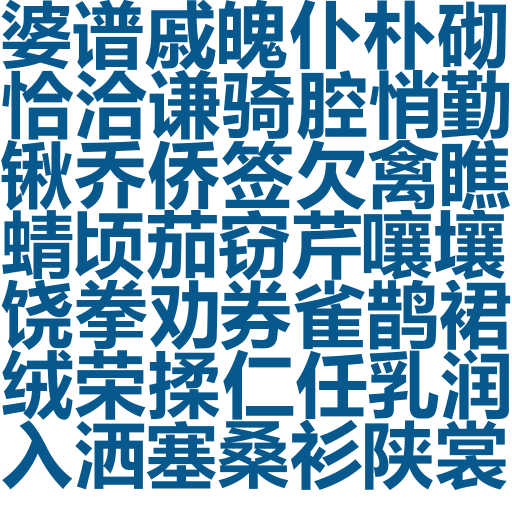 婆谱戚魄仆朴砌
恰洽谦骑腔悄勤
锹乔侨签欠禽瞧
蜻顷茄窃芹嚷壤
饶拳劝券雀鹊裙
绒荣揉仁任乳润
入洒塞桑衫陕裳